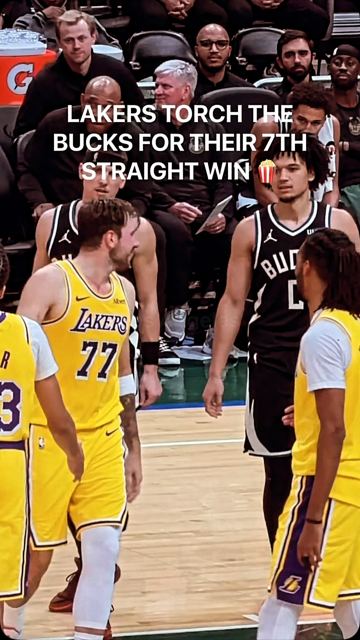 LAKERS TORCH THE
BUCKS FOR THEIR 7TH
STRAIGHT WIN 🍿
G
BUC
LAKERS
77
R
3